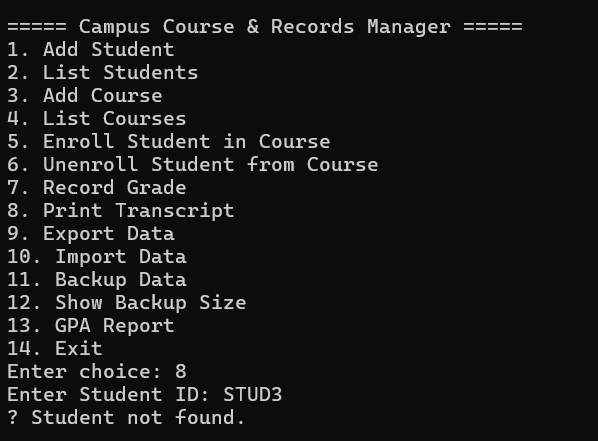 ===== Campus Course & Records Manager =====
1. Add Student
2. List Students
3. Add Course
4. List Courses
5. Enroll Student in Course
6. Unenroll Student from Course
7. Record Grade
8. Print Transcript
9. Export Data
10. Import Data
11. Backup Data
12. Show Backup Size
13. GPA Report
14. Exit
Enter choice: 8
Enter Student ID: STUD3
? Student not found.